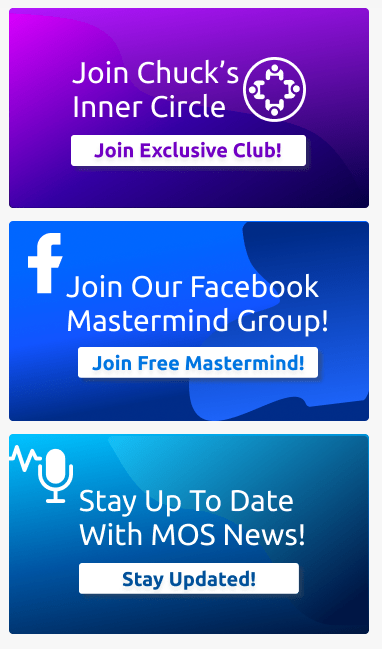 Join Chuck’s
Inner Circle
Join Exclusive Club!
Join Our Facebook
Mastermind Group!
Join Free Mastermind!
Stay Up To Date
With MOS News!
Stay Updated!